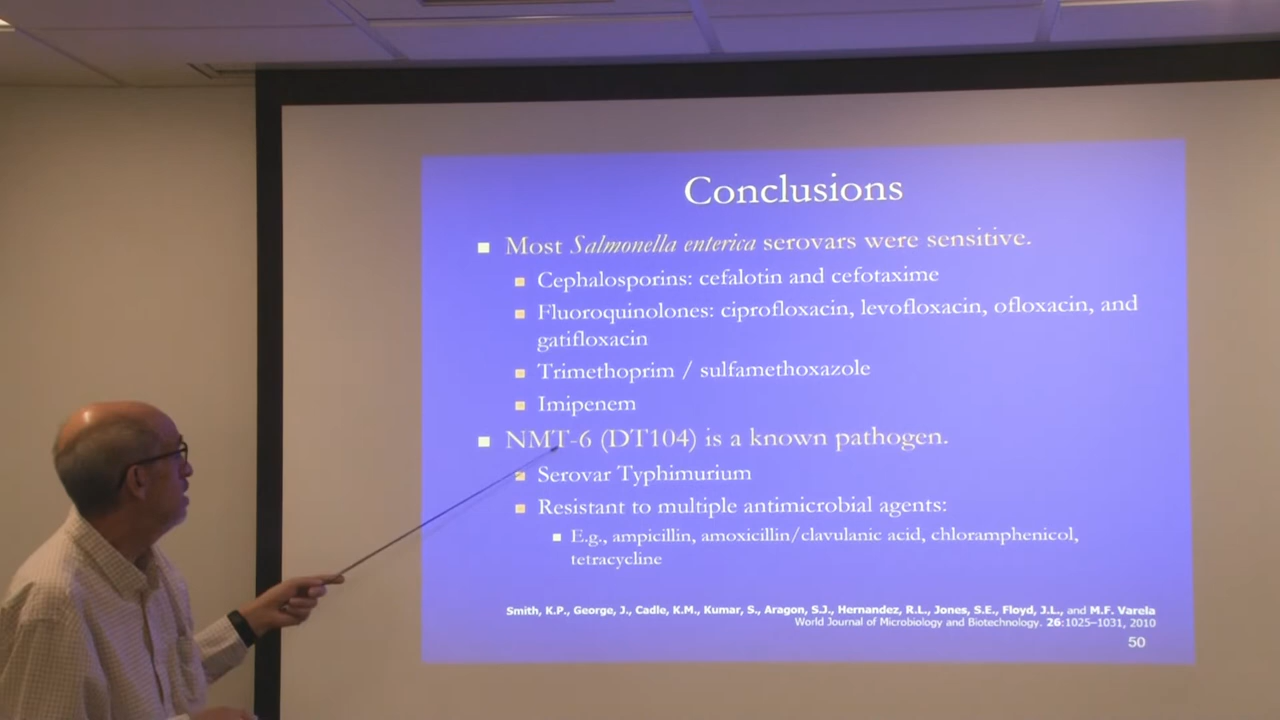 Conclusions
Most Salmonella enterica serovars were sensitive.
Cephalosporins: cefalotin and cefotaxime
Fluoroquinolones: ciprofloxacin, levofloxacin, ofloxacin, and
gatifloxacin
Trimethoprim / sulfamethoxazole
Imipenem
NMT-6 (DT104) is a known pathogen.
Serovar Typhimurium
Resistant to multiple antimicrobial agents:
E.g., ampicillin, amoxicillin/clavulanic acid, chloramphenicol,
tetracycline
Smith, K.P., George, J., Cadle, K.M., Kumar, S., Aragon, S.J., Hernandez, R.L., Jones, S.E., Floyd, J.L., and M.F. Varela
World Journal of Microbiology and Biotechnology. 26:1025–1031, 2010
50